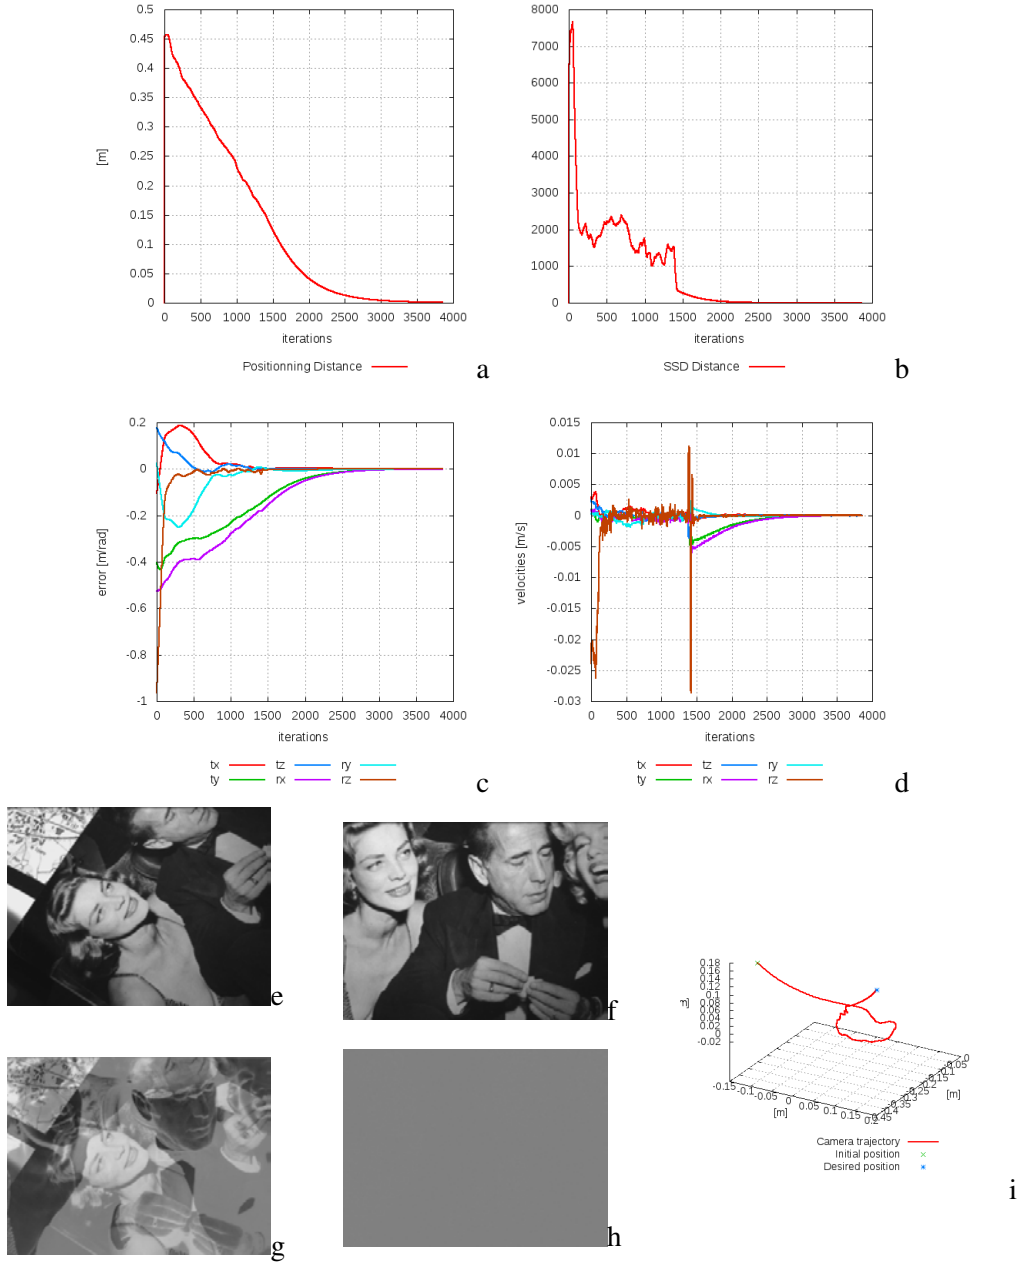 0.5
0.45
0.4
0.35
0.3
0.25
0.2
0.15
0.1
0.05
0
[m]
0 500 1000 1500 2000 2500 3000 3500 4000
iterations
Positionning Distance
a
8000
7000
6000
5000
4000
3000
2000
1000
0
0 500 1000 1500 2000 2500 3000 3500 4000
iterations
SSD Distance
b
0.2
0
-0.2
-0.4
-0.6
-0.8
-1
error [m/rad]
0 500 1000 1500 2000 2500 3000 3500 4000
iterations
tx tz ry
ty rx rz
c
0.015
0.01
0.005
0
-0.005
-0.01
-0.015
-0.02
-0.025
-0.03
velocities [m/s]
0 500 1000 1500 2000 2500 3000 3500 4000
iterations
tx tz ry
ty rx rz
d
e
f
g
h
0.18
0.16
0.14
0.12
0.1
0.08
0.06
0.04
0.02
0
-0.02
-0.15 -0.1 -0.05 0 0.05 0.1 0.15 0.2
[m]
[m]
Camera trajectory
Initial position
Desired position
i